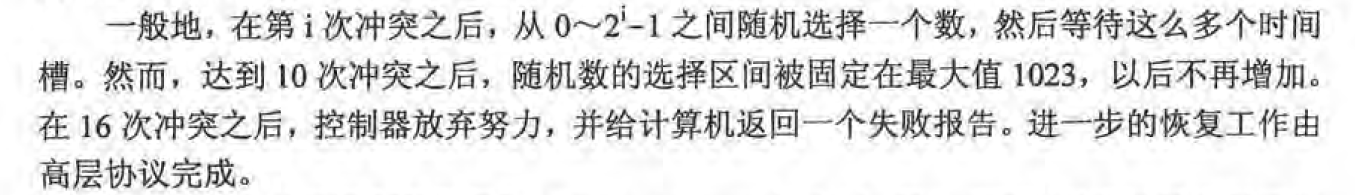 一般地，在第 i 次冲突之后，从 0～2ⁱ−1 之间随机选择一个数，然后等待这么多个时间
槽。然而，达到 10 次冲突之后，随机数的选择区间被固定在最大值 1023，以后不再增加。
在 16 次冲突之后，控制器放弃努力，并给计算机返回一个失败报告。进一步的恢复工作由
高层协议完成。